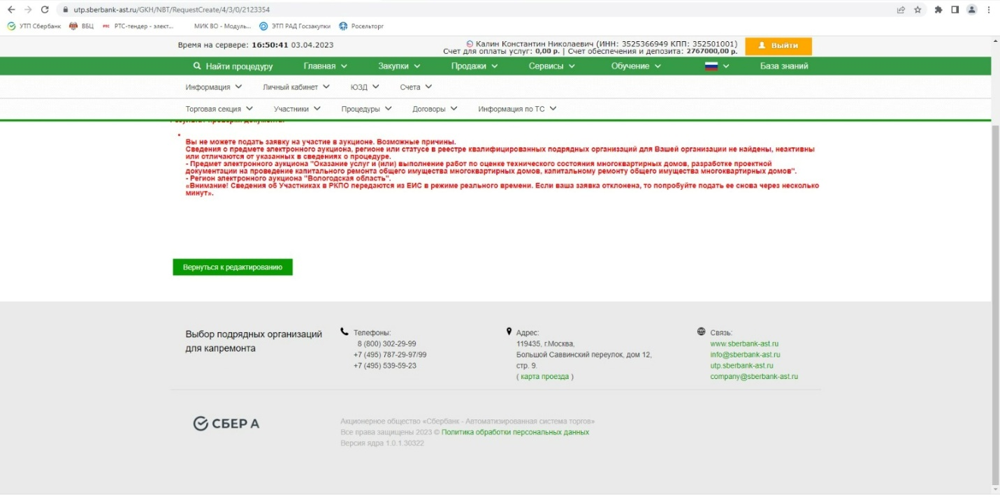 utp.sberbank-ast.ru/GKH/NBT/RequestCreate/4/3/0/2123354
УТП Сбербанк ВБЦ РТС-тендер - элект... МИК ВО - Модуль... ЭТП РАД Госзакупки Росельторг
Время на сервере: 16:50:41 03.04.2023
Калин Константин Николаевич (ИНН: 3525366949 КПП: 352501001)
Счет для оплаты услуг: 0,00 р. | Счет обеспечения и депозита: 2767000,00 р.
Выйти
Найти процедуру Главная Закупки Продажи Сервисы Обучение База знаний
Информация Личный кабинет ЮЗД Счета
Торговая секция Участники Процедуры Договоры Информация по ТС
Результат проверки документа:
Вы не можете подать заявку на участие в аукционе. Возможные причины.
Сведения о предмете электронного аукциона, регионе или статусе в реестре квалифицированных подрядных организаций для Вашей организации не найдены, неактивны
или отличаются от указанных в сведениях о процедуре.
- Предмет электронного аукциона "Оказание услуг и (или) выполнение работ по оценке технического состояния многоквартирных домов, разработке проектной
документации на проведение капитального ремонта общего имущества многоквартирных домов, капитальному ремонту общего имущества многоквартирных домов".
- Регион электронного аукциона "Вологодская область".
«Внимание! Сведения об Участниках в РКПО передаются из ЕИС в режиме реального времени. Если ваша заявка отклонена, то попробуйте подать ее снова через несколько
минут».
Вернуться к редактированию
Выбор подрядных организаций
для капремонта
Телефоны:
8 (800) 302-29-99
+7 (495) 787-29-97/99
+7 (495) 539-59-23
Адрес:
119435, г.Москва,
Большой Саввинский переулок, дом 12,
стр. 9.
( карта проезда )
Связь:
www.sberbank-ast.ru
info@sberbank-ast.ru
utp.sberbank-ast.ru
company@sberbank-ast.ru
СБЕР А
Акционерное общество «Сбербанк - Автоматизированная система торгов»
Все права защищены 2023 © Политика обработки персональных данных
Версия ядра 1.0.1.30322